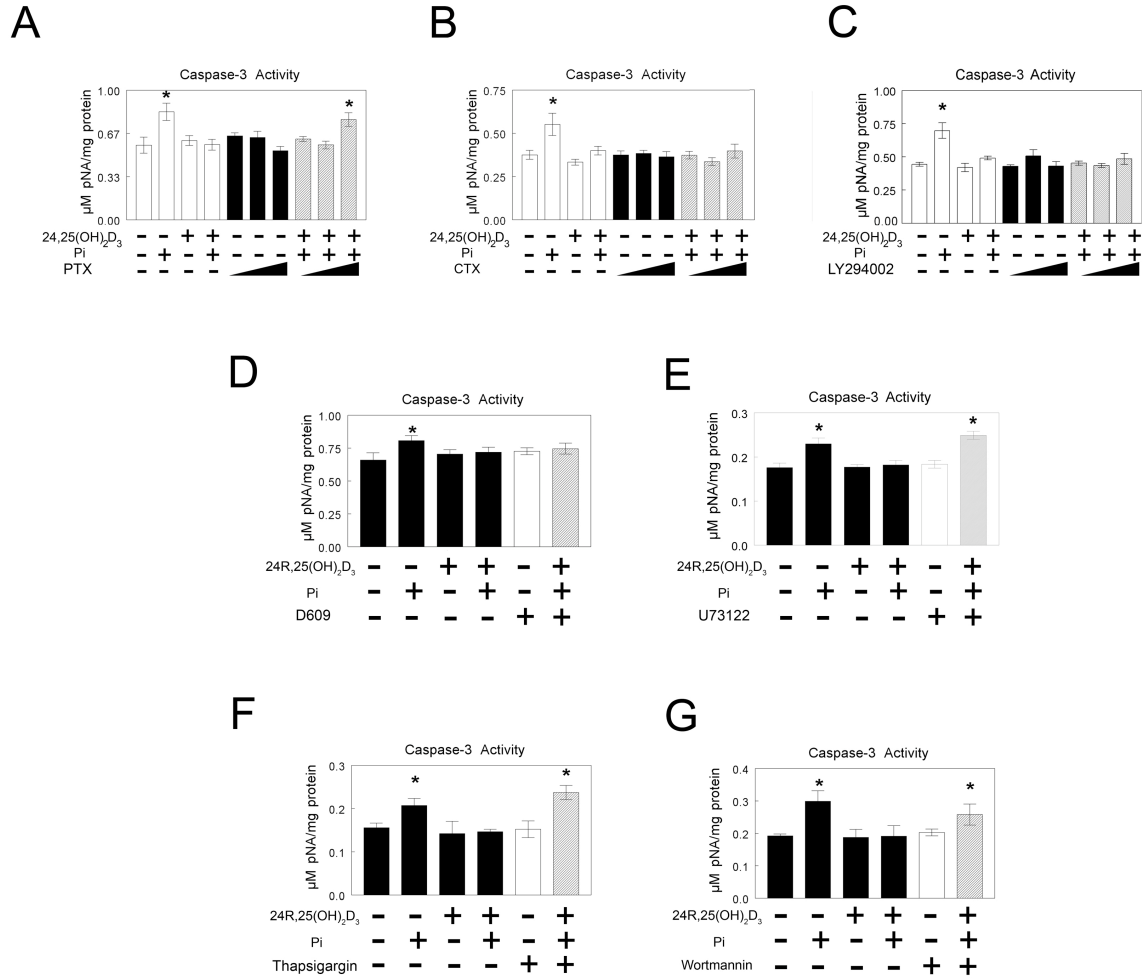 A
Caspase-3 Activity
*
*
µM pNA/mg protein
1.00
0.67
0.33
0.00
24,25(OH)2D3 - - + + - - - + + +
Pi - + - + - - - + + +
PTX - - - -
B
Caspase-3 Activity
*
µM pNA/mg protein
0.75
0.50
0.25
0.00
24,25(OH)2D3 - - + + - - - + + +
Pi - + - + - - - + + +
CTX - - - -
C
Caspase-3 Activity
*
µM pNA/mg protein
1.00
0.75
0.50
0.25
0.00
24,25(OH)2D3 - - + + - - - + + +
Pi - + - + - - - + + +
LY294002 - - - -
D
Caspase-3 Activity
*
µM pNA/mg protein
1.00
0.75
0.50
0.25
0.00
24R,25(OH)2D3 - - + + - +
Pi - + - + - +
D609 - - - - + +
E
Caspase-3 Activity
*
*
µM pNA/mg protein
0.3
0.2
0.1
0.0
24R,25(OH)2D3 - - + + - +
Pi - + - + - +
U73122 - - - - + +
F
Caspase-3 Activity
*
*
µM pNA/mg protein
0.3
0.2
0.1
0.0
24R,25(OH)2D3 - - + + - +
Pi - + - + - +
Thapsigargin - - - - + +
G
Caspase-3 Activity
*
*
µM pNA/mg protein
0.4
0.3
0.2
0.1
0.0
24R,25(OH)2D3 - - + + - +
Pi - + - + - +
Wortmannin - - - - + +